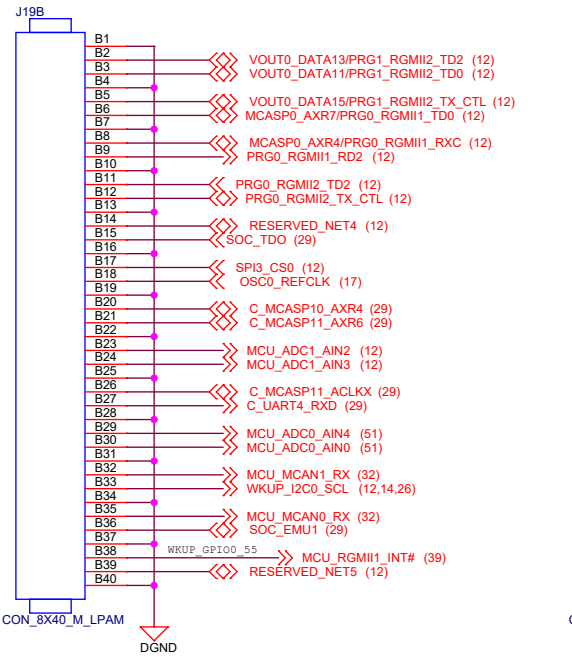 J19B
B1
B2 VOUT0_DATA13/PRG1_RGMII2_TD2 (12)
B3 VOUT0_DATA11/PRG1_RGMII2_TD0 (12)
B4
B5 VOUT0_DATA15/PRG1_RGMII2_TX_CTL (12)
B6 MCASP0_AXR7/PRG0_RGMII1_TD0 (12)
B7
B8 MCASP0_AXR4/PRG0_RGMII1_RXC (12)
B9 PRG0_RGMII1_RD2 (12)
B10
B11 PRG0_RGMII2_TD2 (12)
B12 PRG0_RGMII2_TX_CTL (12)
B13
B14 RESERVED_NET4 (12)
B15 SOC_TDO (29)
B16
B17 SPI3_CS0 (12)
B18 OSC0_REFCLK (17)
B19
B20 C_MCASP10_AXR4 (29)
B21 C_MCASP11_AXR6 (29)
B22
B23 MCU_ADC1_AIN2 (12)
B24 MCU_ADC1_AIN3 (12)
B25
B26 C_MCASP11_ACLKX (29)
B27 C_UART4_RXD (29)
B28
B29 MCU_ADC0_AIN4 (51)
B30 MCU_ADC0_AIN0 (51)
B31
B32 MCU_MCAN1_RX (32)
B33 WKUP_I2C0_SCL (12,14,26)
B34
B35 MCU_MCAN0_RX (32)
B36 SOC_EMU1 (29)
B37
B38 WKUP_GPIO0_55 MCU_RGMII1_INT# (39)
B39 RESERVED_NET5 (12)
B40
CON_8X40_M_LPAM
DGND